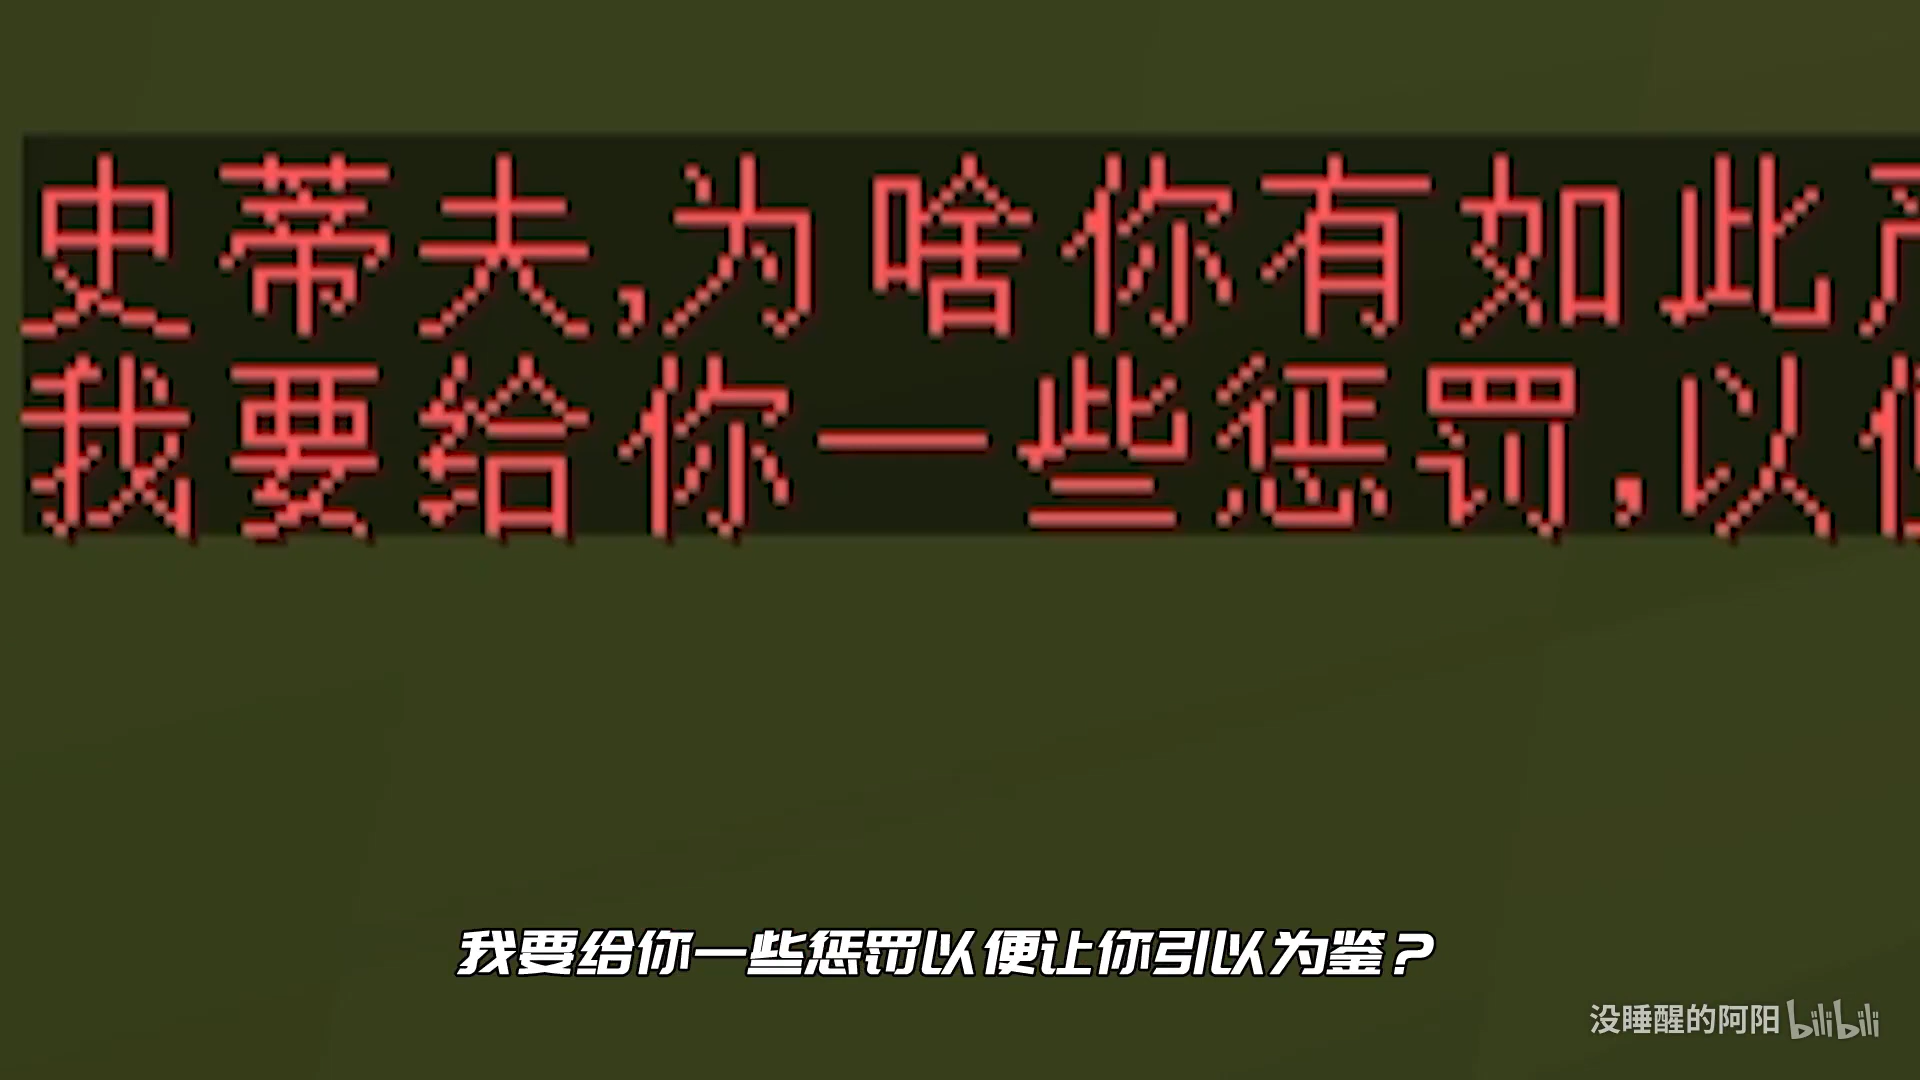 史蒂夫,为啥你有如此
我要给你一些惩罚,以
我要给你一些惩罚以便让你引以为鉴？
没睡醒的阿阳 bilibili